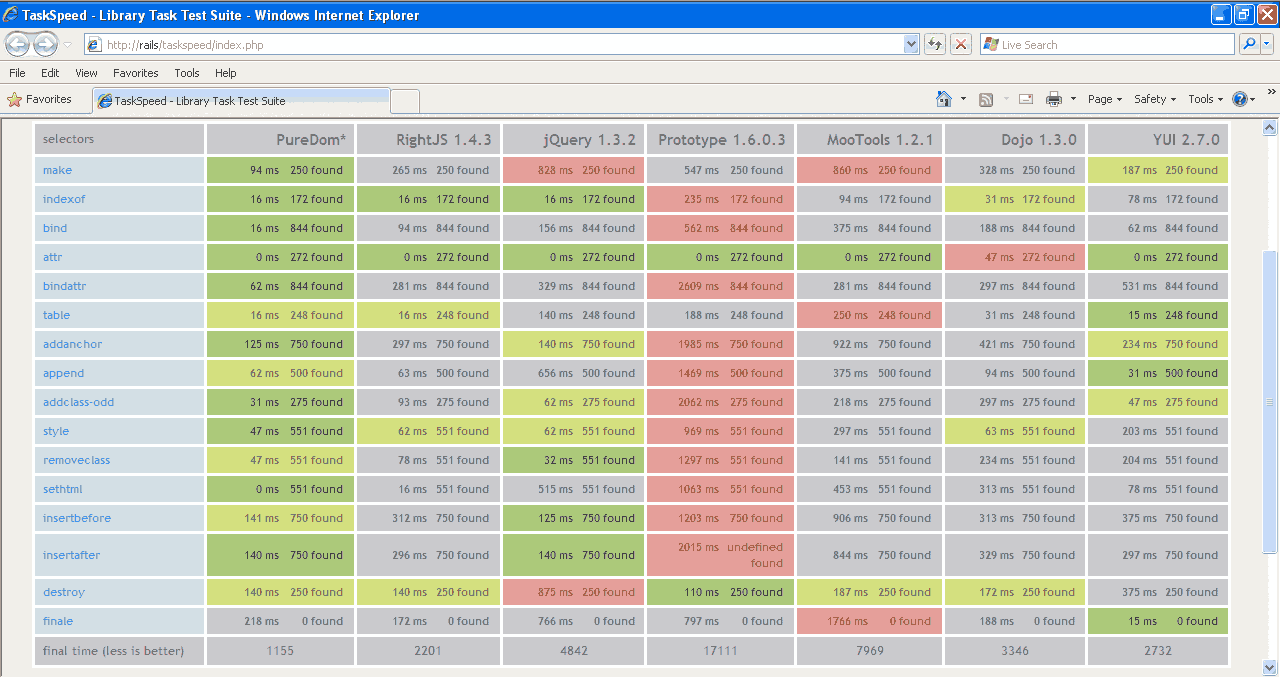 TaskSpeed - Library Task Test Suite - Windows Internet Explorer
http://rails/taskspeed/index.php
Live Search
File Edit View Favorites Tools Help
Favorites TaskSpeed - Library Task Test Suite Page Safety Tools »
selectors PureDom* RightJS 1.4.3 jQuery 1.3.2 Prototype 1.6.0.3 MooTools 1.2.1 Dojo 1.3.0 YUI 2.7.0
make 94 ms 250 found 265 ms 250 found 828 ms 250 found 547 ms 250 found 860 ms 250 found 328 ms 250 found 187 ms 250 found
indexof 16 ms 172 found 16 ms 172 found 16 ms 172 found 235 ms 172 found 94 ms 172 found 31 ms 172 found 78 ms 172 found
bind 16 ms 844 found 94 ms 844 found 156 ms 844 found 562 ms 844 found 375 ms 844 found 188 ms 844 found 62 ms 844 found
attr 0 ms 272 found 0 ms 272 found 0 ms 272 found 0 ms 272 found 0 ms 272 found 47 ms 272 found 0 ms 272 found
bindattr 62 ms 844 found 281 ms 844 found 329 ms 844 found 2609 ms 844 found 281 ms 844 found 297 ms 844 found 531 ms 844 found
table 16 ms 248 found 16 ms 248 found 140 ms 248 found 188 ms 248 found 250 ms 248 found 31 ms 248 found 15 ms 248 found
addanchor 125 ms 750 found 297 ms 750 found 140 ms 750 found 1985 ms 750 found 922 ms 750 found 421 ms 750 found 234 ms 750 found
append 62 ms 500 found 63 ms 500 found 656 ms 500 found 1469 ms 500 found 375 ms 500 found 94 ms 500 found 31 ms 500 found
addclass-odd 31 ms 275 found 93 ms 275 found 62 ms 275 found 2062 ms 275 found 218 ms 275 found 297 ms 275 found 47 ms 275 found
style 47 ms 551 found 62 ms 551 found 62 ms 551 found 969 ms 551 found 297 ms 551 found 63 ms 551 found 203 ms 551 found
removeclass 47 ms 551 found 78 ms 551 found 32 ms 551 found 1297 ms 551 found 141 ms 551 found 234 ms 551 found 204 ms 551 found
sethtml 0 ms 551 found 16 ms 551 found 515 ms 551 found 1063 ms 551 found 453 ms 551 found 313 ms 551 found 78 ms 551 found
insertbefore 141 ms 750 found 312 ms 750 found 125 ms 750 found 1203 ms 750 found 906 ms 750 found 313 ms 750 found 375 ms 750 found
insertafter 140 ms 750 found 296 ms 750 found 140 ms 750 found 2015 ms undefined found 844 ms 750 found 329 ms 750 found 297 ms 750 found
destroy 140 ms 250 found 140 ms 250 found 875 ms 250 found 110 ms 250 found 187 ms 250 found 172 ms 250 found 375 ms 250 found
finale 218 ms 0 found 172 ms 0 found 766 ms 0 found 797 ms 0 found 1766 ms 0 found 188 ms 0 found 15 ms 0 found
final time (less is better) 1155 2201 4842 17111 7969 3346 2732